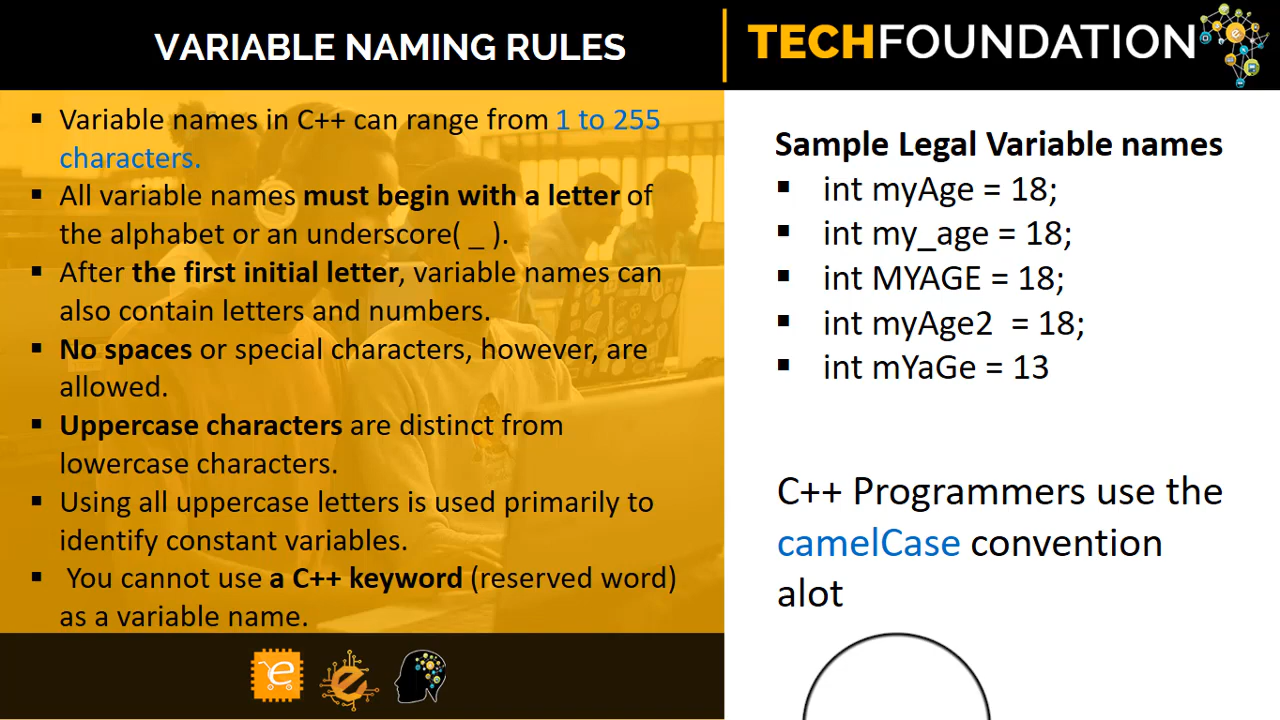 VARIABLE NAMING RULES
TECHFOUNDATION
▪ Variable names in C++ can range from 1 to 255
characters.
▪ All variable names must begin with a letter of
the alphabet or an underscore( _ ).
▪ After the first initial letter, variable names can
also contain letters and numbers.
▪ No spaces or special characters, however, are
allowed.
▪ Uppercase characters are distinct from
lowercase characters.
▪ Using all uppercase letters is used primarily to
identify constant variables.
▪ You cannot use a C++ keyword (reserved word)
as a variable name.
Sample Legal Variable names
▪ int myAge = 18;
▪ int my_age = 18;
▪ int MYAGE = 18;
▪ int myAge2 = 18;
▪ int mYaGe = 13
C++ Programmers use the
camelCase convention
alot